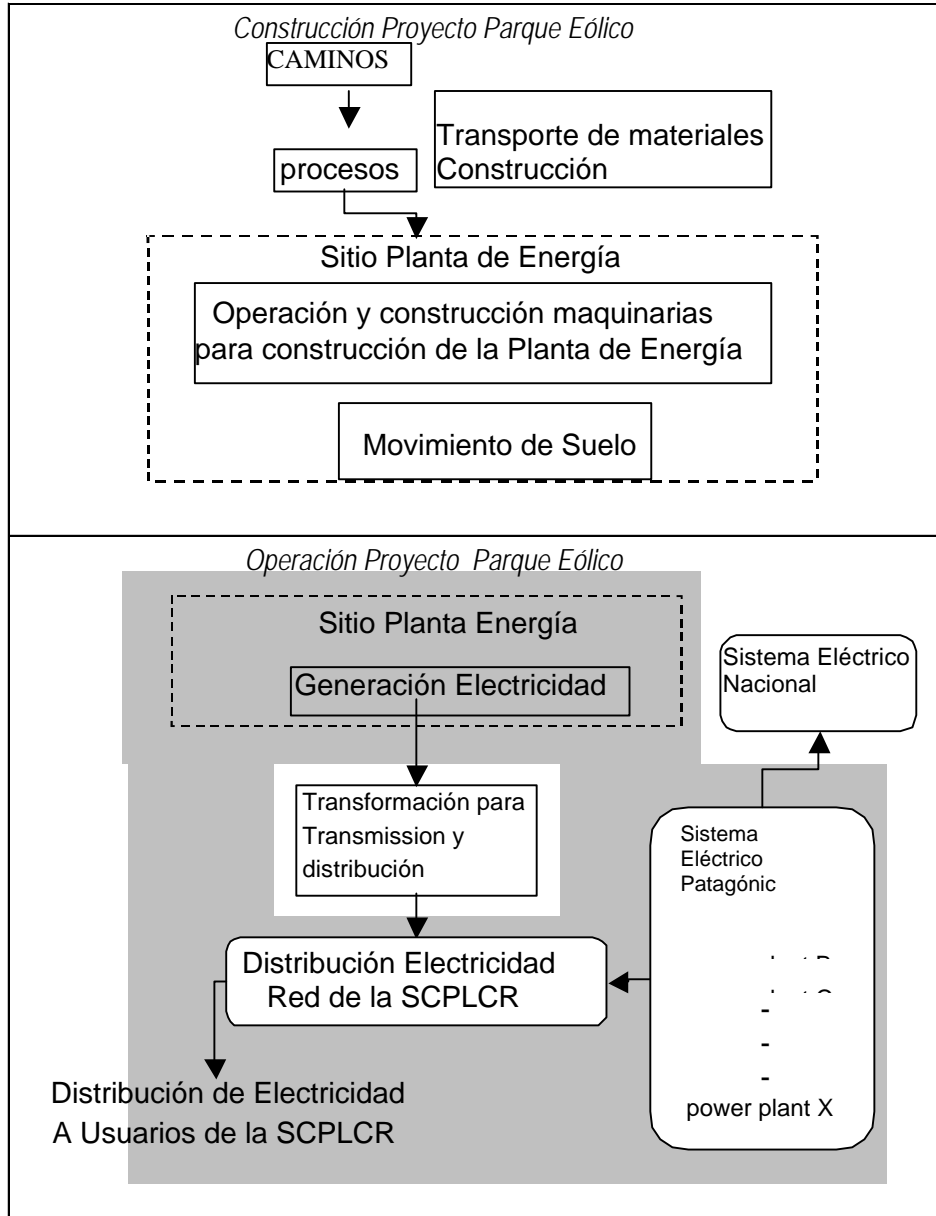 Construcción Proyecto Parque Eólico
CAMINOS
Transporte de materiales
Construcción
procesos
Sitio Planta de Energía
Operación y construcción maquinarias
para construcción de la Planta de Energía
Movimiento de Suelo
Operación Proyecto Parque Eólico
Sitio Planta Energía
Generación Electricidad
Sistema Eléctrico
Nacional
Transformación para
Transmission y
distribución
Sistema
Eléctrico
Patagónic
Distribución Electricidad
Red de la SCPLCR
-
-
-
power plant X
Distribución de Electricidad
A Usuarios de la SCPLCR